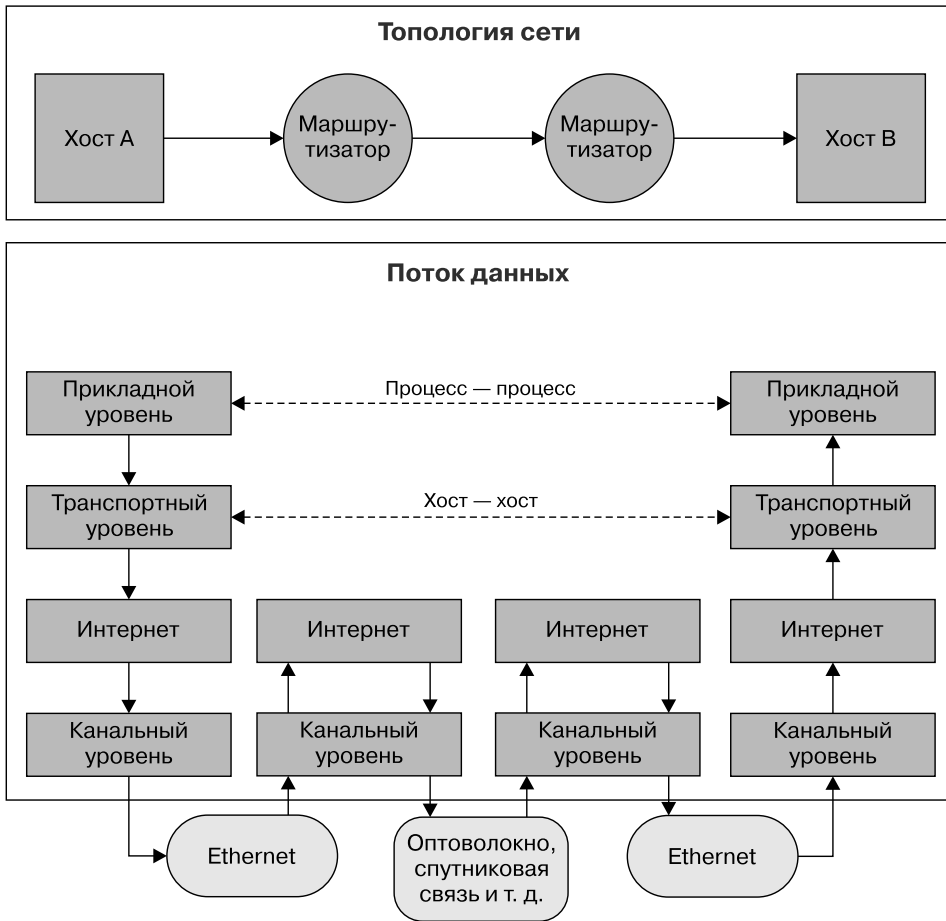 Топология сети
Хост А
Маршру-
тизатор
Маршру-
тизатор
Хост В
Поток данных
Прикладной
уровень
Процесс — процесс
Прикладной
уровень
Транспортный
уровень
Хост — хост
Транспортный
уровень
Интернет
Интернет
Интернет
Интернет
Канальный
уровень
Канальный
уровень
Канальный
уровень
Канальный
уровень
Ethernet
Оптоволокно,
спутниковая
связь и т. д.
Ethernet